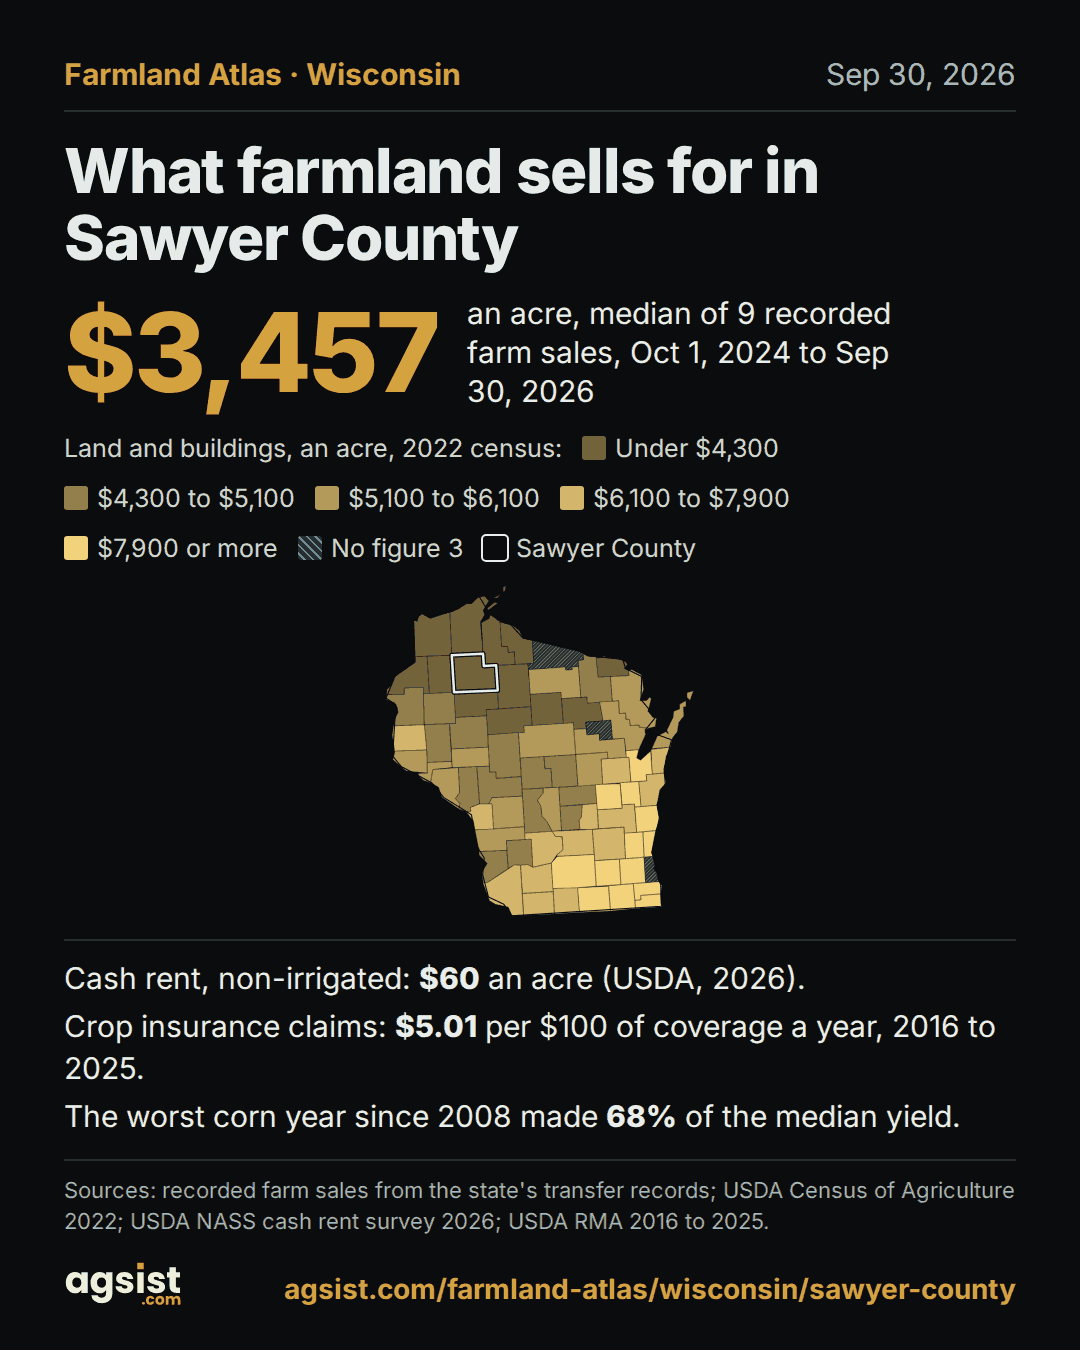 Farmland Atlas · Wisconsin
Sep 30, 2026
What farmland sells for in
Sawyer County
$3,457
an acre, median of 9 recorded
farm sales, Oct 1, 2024 to Sep
30, 2026
Land and buildings, an acre, 2022 census: Under $4,300
$4,300 to $5,100 $5,100 to $6,100 $6,100 to $7,900
$7,900 or more No figure 3 Sawyer County
Cash rent, non-irrigated: $60 an acre (USDA, 2026).
Crop insurance claims: $5.01 per $100 of coverage a year, 2016 to
2025.
The worst corn year since 2008 made 68% of the median yield.
Sources: recorded farm sales from the state's transfer records; USDA Census of Agriculture
2022; USDA NASS cash rent survey 2026; USDA RMA 2016 to 2025.
agsist
.com
agsist.com/farmland-atlas/wisconsin/sawyer-county